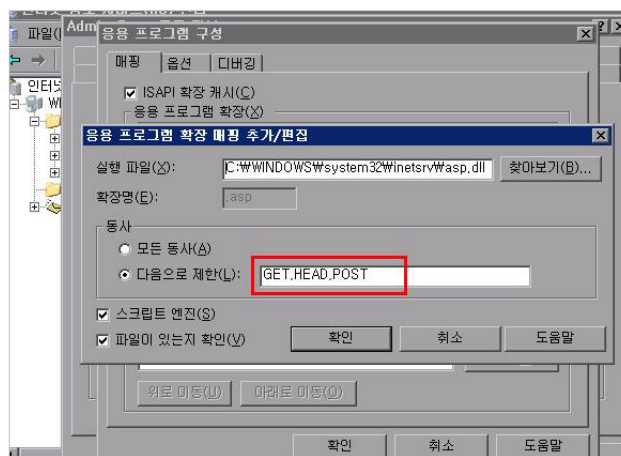 파일(
Adm
응용 프로그램 구성
매핑
옵션
디버깅
인터넷
WI
ISAPI 확장 캐시(C)
응용 프로그램 확장(X)
응용 프로그램 확장 매핑 추가/편집
실행 파일(X):
C:₩WINDOWS₩system32₩inetsrv₩asp.dll
찾아보기(B)...
확장명(E):
.asp
동사
모든 동사(A)
다음으로 제한(L):
GET,HEAD,POST
스크립트 엔진(S)
파일이 있는지 확인(V)
확인
취소
도움말
위로 이동(U)
아래로 이동(O)
확인
취소
도움말